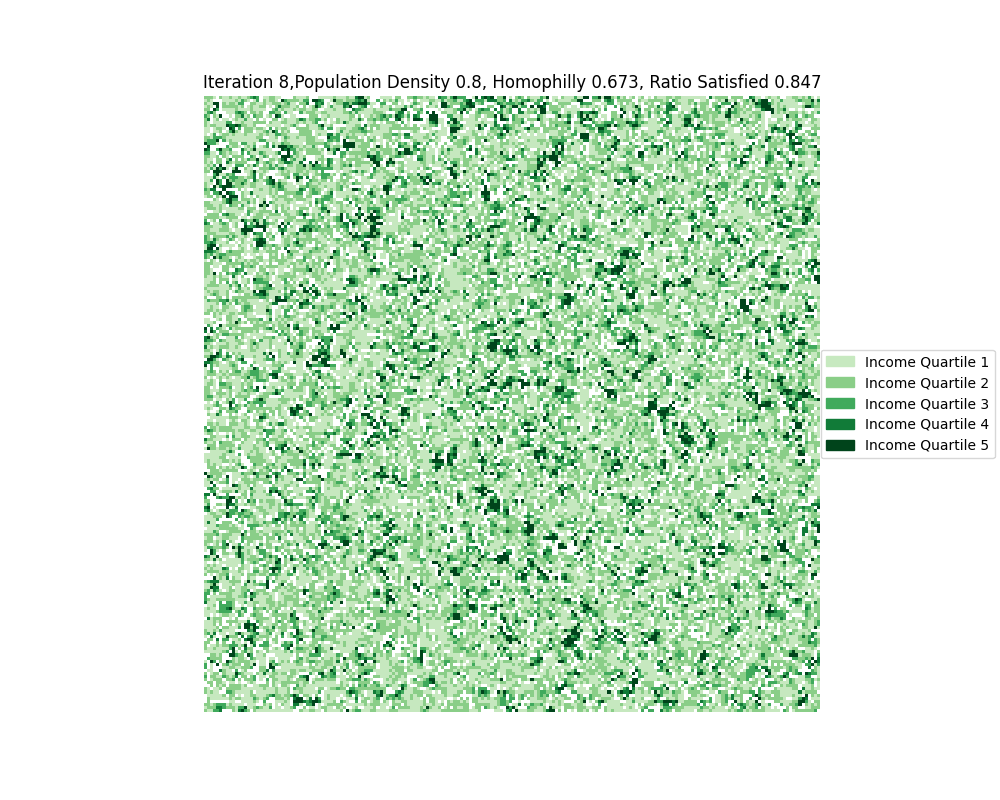 Iteration 8,Population Density 0.8, Homophilly 0.673, Ratio Satisfied 0.847
Income Quartile 1
Income Quartile 2
Income Quartile 3
Income Quartile 4
Income Quartile 5